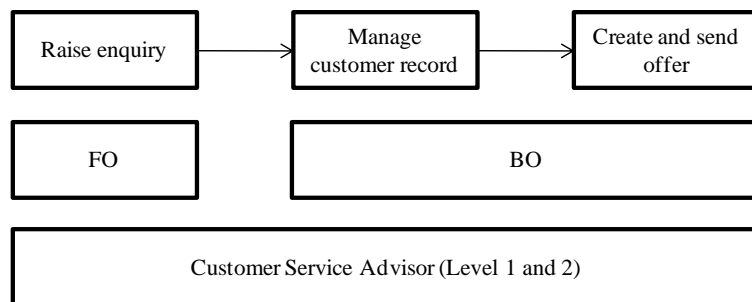 Raise enquiry
Manage
customer record
Create and send
offer
FO
BO
Customer Service Advisor (Level 1 and 2)